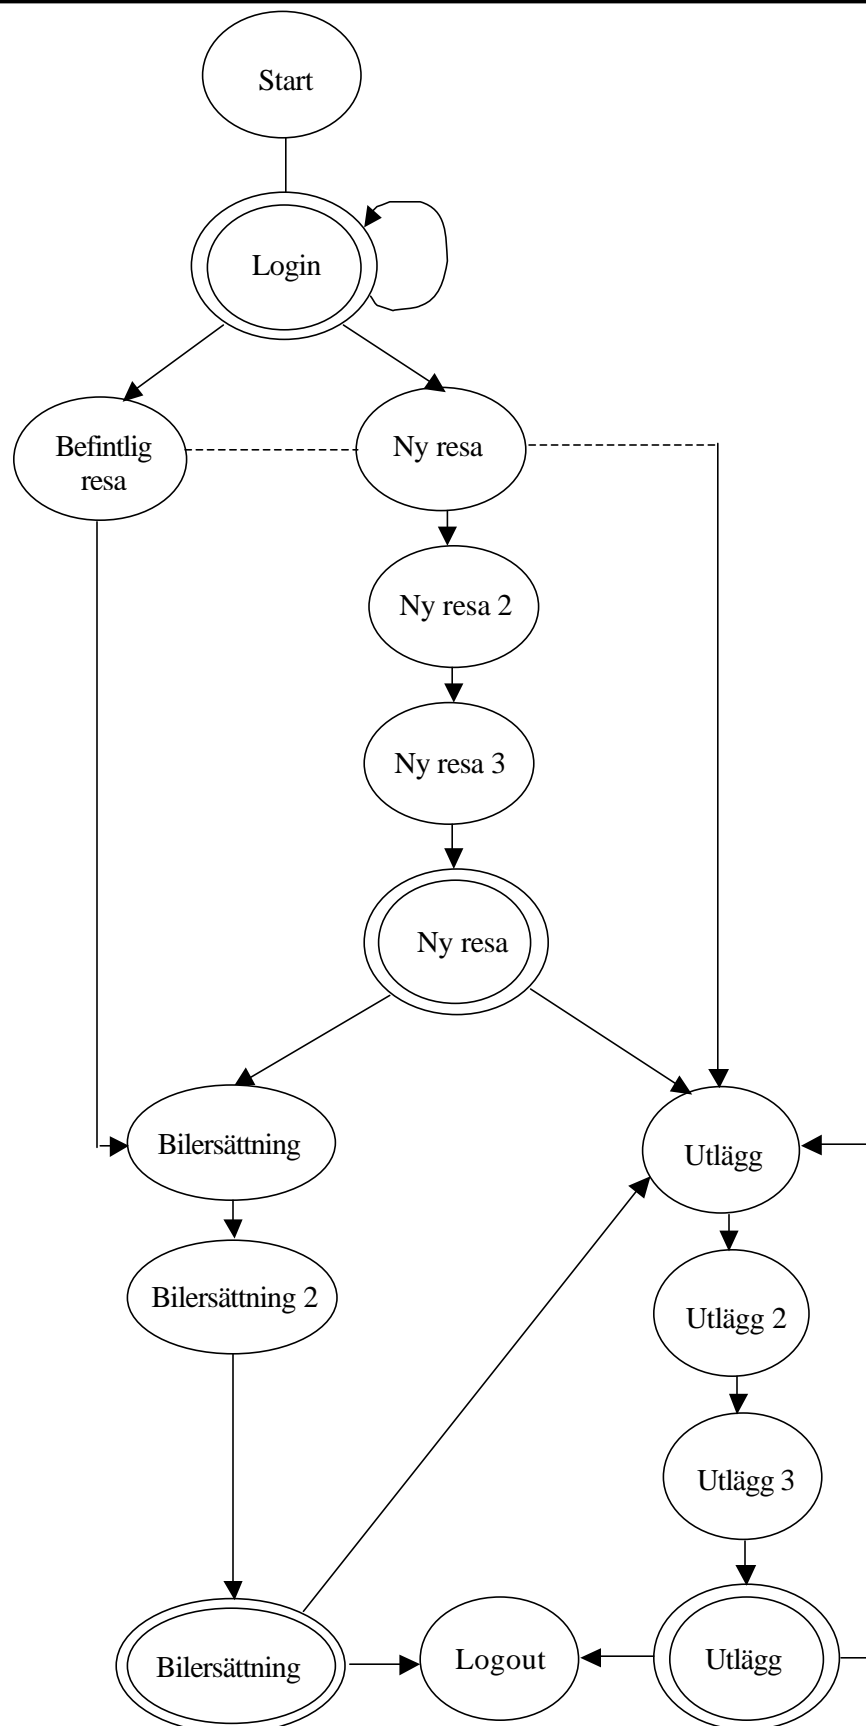 Start
Login
Befintlig
resa
Ny resa
Ny resa 2
Ny resa 3
Ny resa
Bilersättning
Utlägg
Bilersättning 2
Utlägg 2
Utlägg 3
Bilersättning
Logout
Utlägg